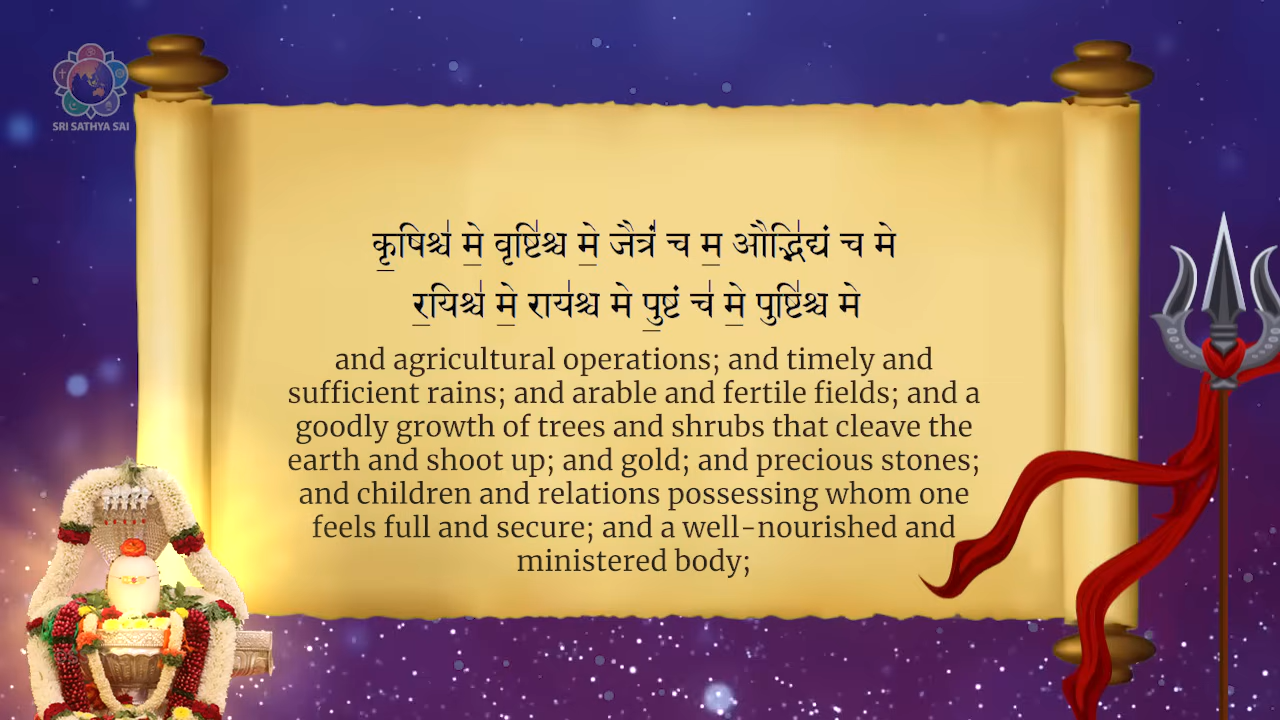 SRI SATHYA SAI
कृ॒षिश्च॑ मे॒ वृष्टि॑श्च मे॒ जैत्रं॑ च म॒ औद्भि॑द्यं च मे
र॒यिश्च॑ मे॒ राय॑श्च मे पु॒ष्टं च॑ मे॒ पुष्टि॑श्च मे
and agricultural operations; and timely and
sufficient rains; and arable and fertile fields; and a
goodly growth of trees and shrubs that cleave the
earth and shoot up; and gold; and precious stones;
and children and relations possessing whom one
feels full and secure; and a well-nourished and
ministered body;